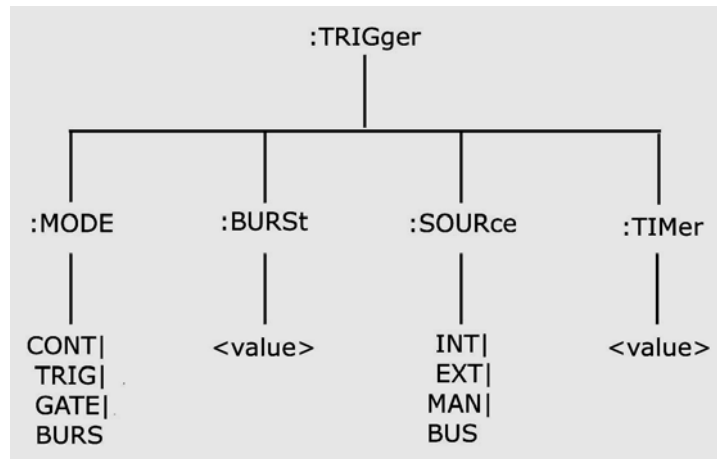 :TRIGger
:MODE :BURSt :SOURce :TIMer
CONT| <value> INT| <value>
TRIG| EXT|
GATE| MAN|
BURS BUS